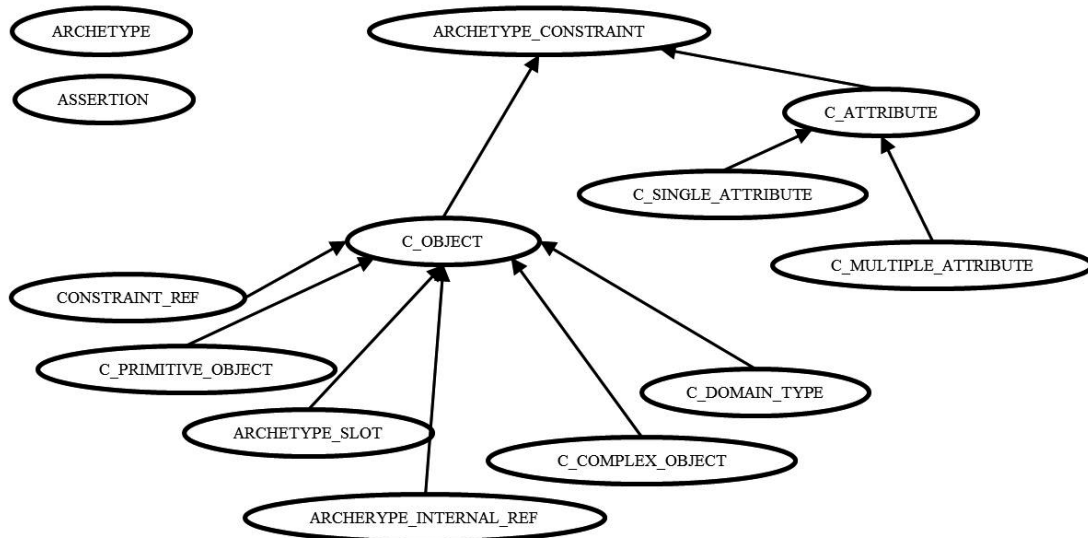 ARCHETYPE
ARCHETYPE_CONSTRAINT
ASSERTION
C_ATTRIBUTE
C_SINGLE_ATTRIBUTE
C_OBJECT
C_MULTIPLE_ATTRIBUTE
CONSTRAINT_REF
C_PRIMITIVE_OBJECT
C_DOMAIN_TYPE
ARCHETYPE_SLOT
C_COMPLEX_OBJECT
ARCHERYPE_INTERNAL_REF